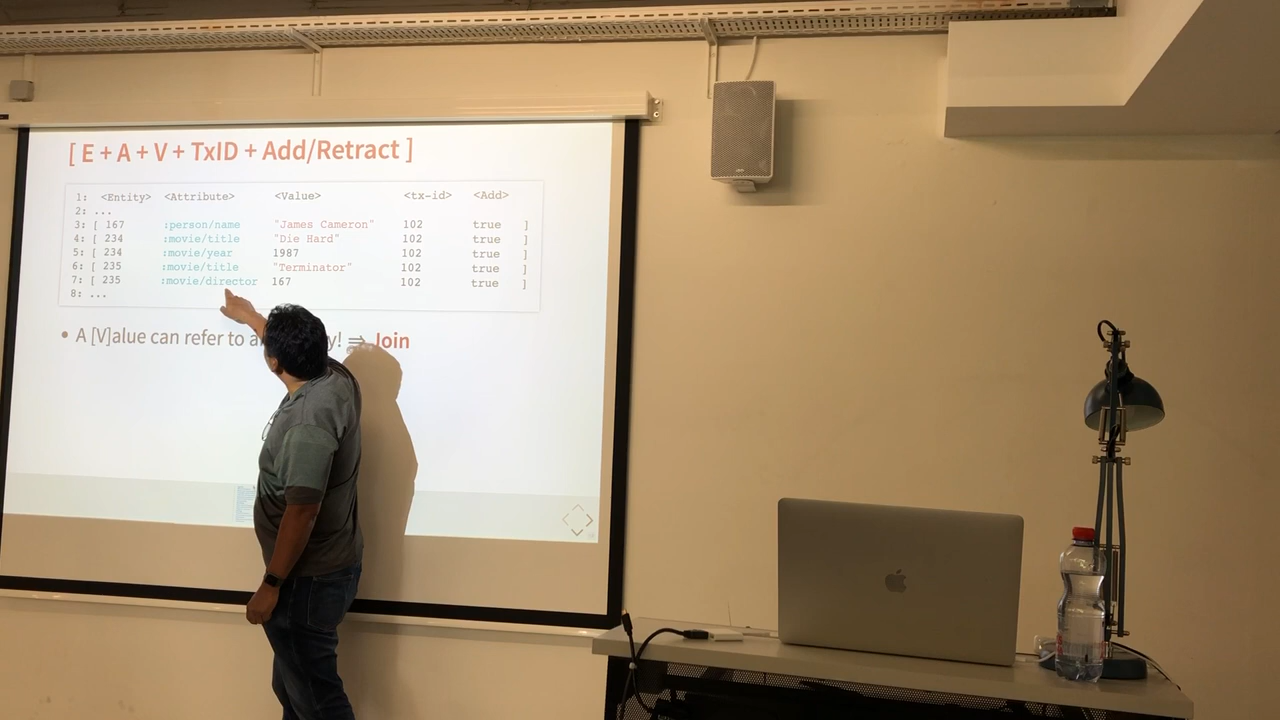 [ E + A + V + TxID + Add/Retract ]
1: <Entity> <Attribute> <Value> <tx-id> <Add>
2: ...
3: [ 167 :person/name "James Cameron" 102 true ]
4: [ 234 :movie/title "Die Hard" 102 true ]
5: [ 234 :movie/year 1987 102 true ]
6: [ 235 :movie/title "Terminator" 102 true ]
7: [ 235 :movie/director 167 102 true ]
8: ...
• A [V]alue can refer to a y! ⇒ Join